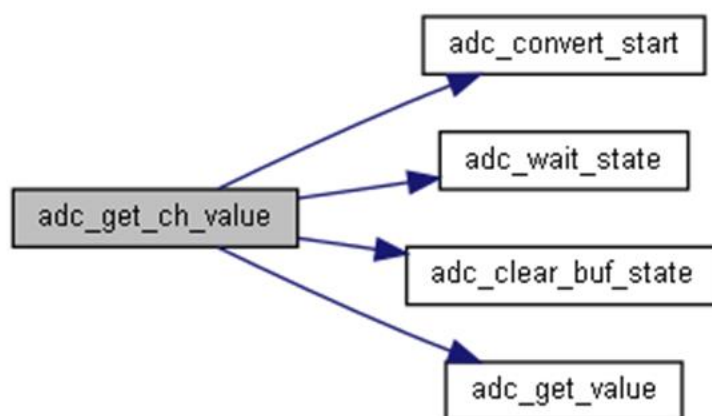 adc_convert_start
adc_wait_state
adc_get_ch_value
adc_clear_buf_state
adc_get_value